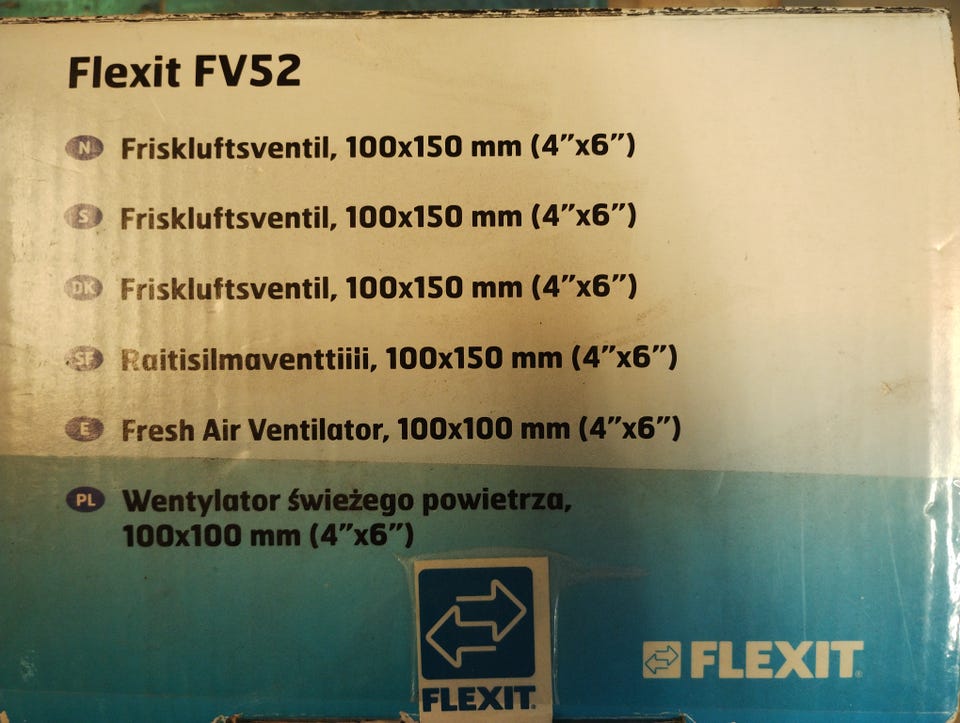 Flexit FV52
N Friskluftsventil, 100x150 mm (4”x6”)
S Friskluftsventil, 100x150 mm (4”x6”)
DK Friskluftsventil, 100x150 mm (4”x6”)
SF Raitisilmaventtiiili, 100x150 mm (4”x6”)
E Fresh Air Ventilator, 100x100 mm (4”x6”)
PL Wentylator świeżego powietrza,
100x100 mm (4”x6”)
FLEXIT®
FLEXIT®